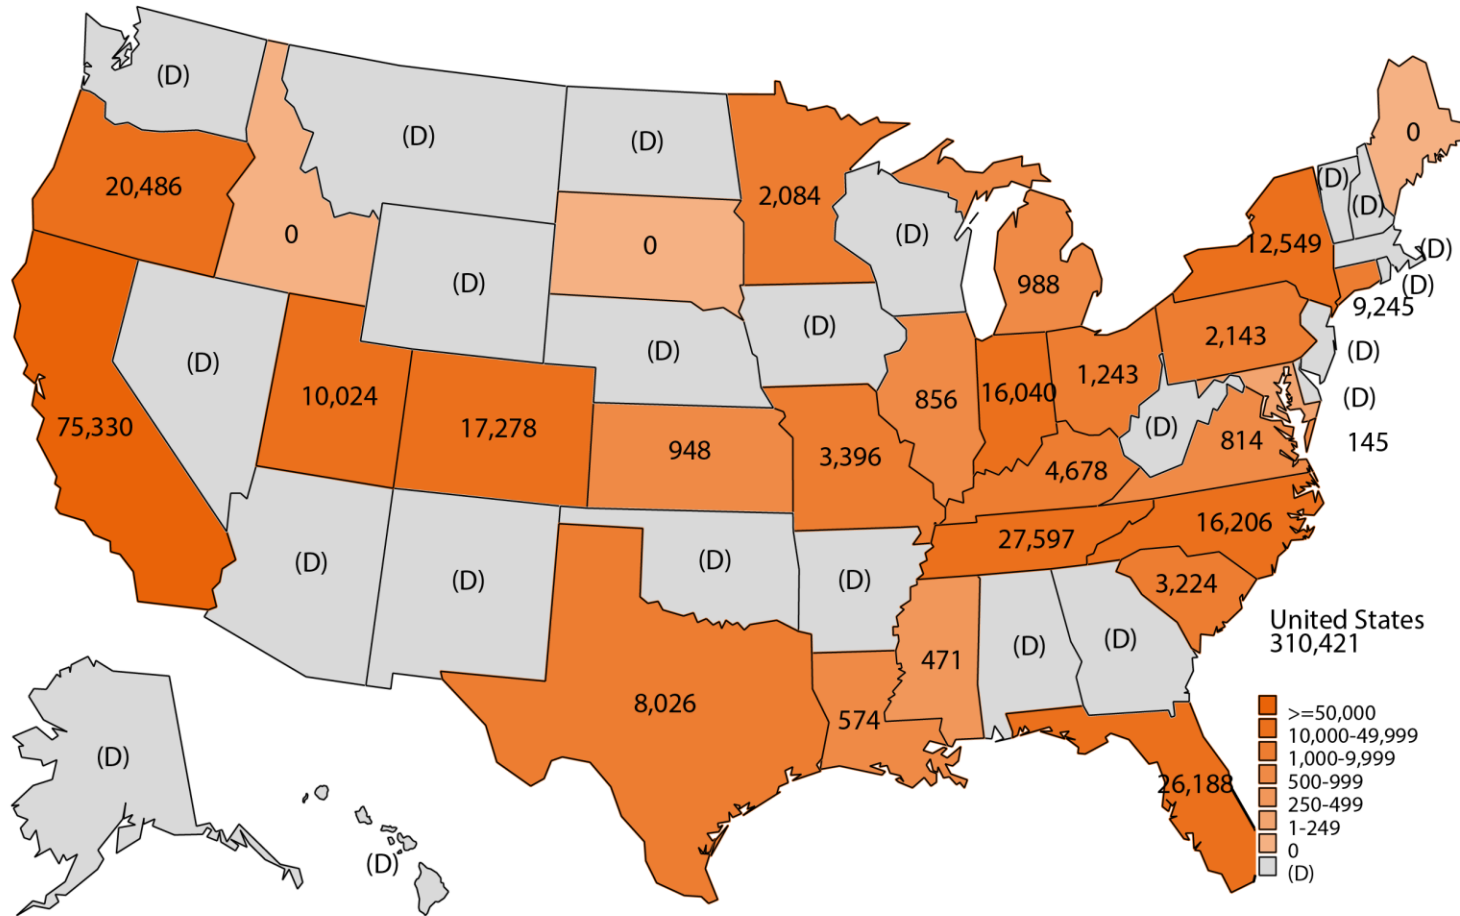 (D)
0
(D)
(D)
2,084
(D)
(D)
20,486
(D)
0
0
(D)
12,549
(D)
(D)
988
(D)
9,245
(D)
(D)
2,143
(D)
(D)
10,024
856
16,040
1,243
(D)
75,330
17,278
948
3,396
4,678
(D)
814
145
27,597
16,206
(D)
(D)
(D)
(D)
3,224
United States
310,421
8,026
574
471
(D)
(D)
26,188
(D)
(D)
>=50,000
10,000-49,999
1,000-9,999
500-999
250-499
1-249
0
(D)